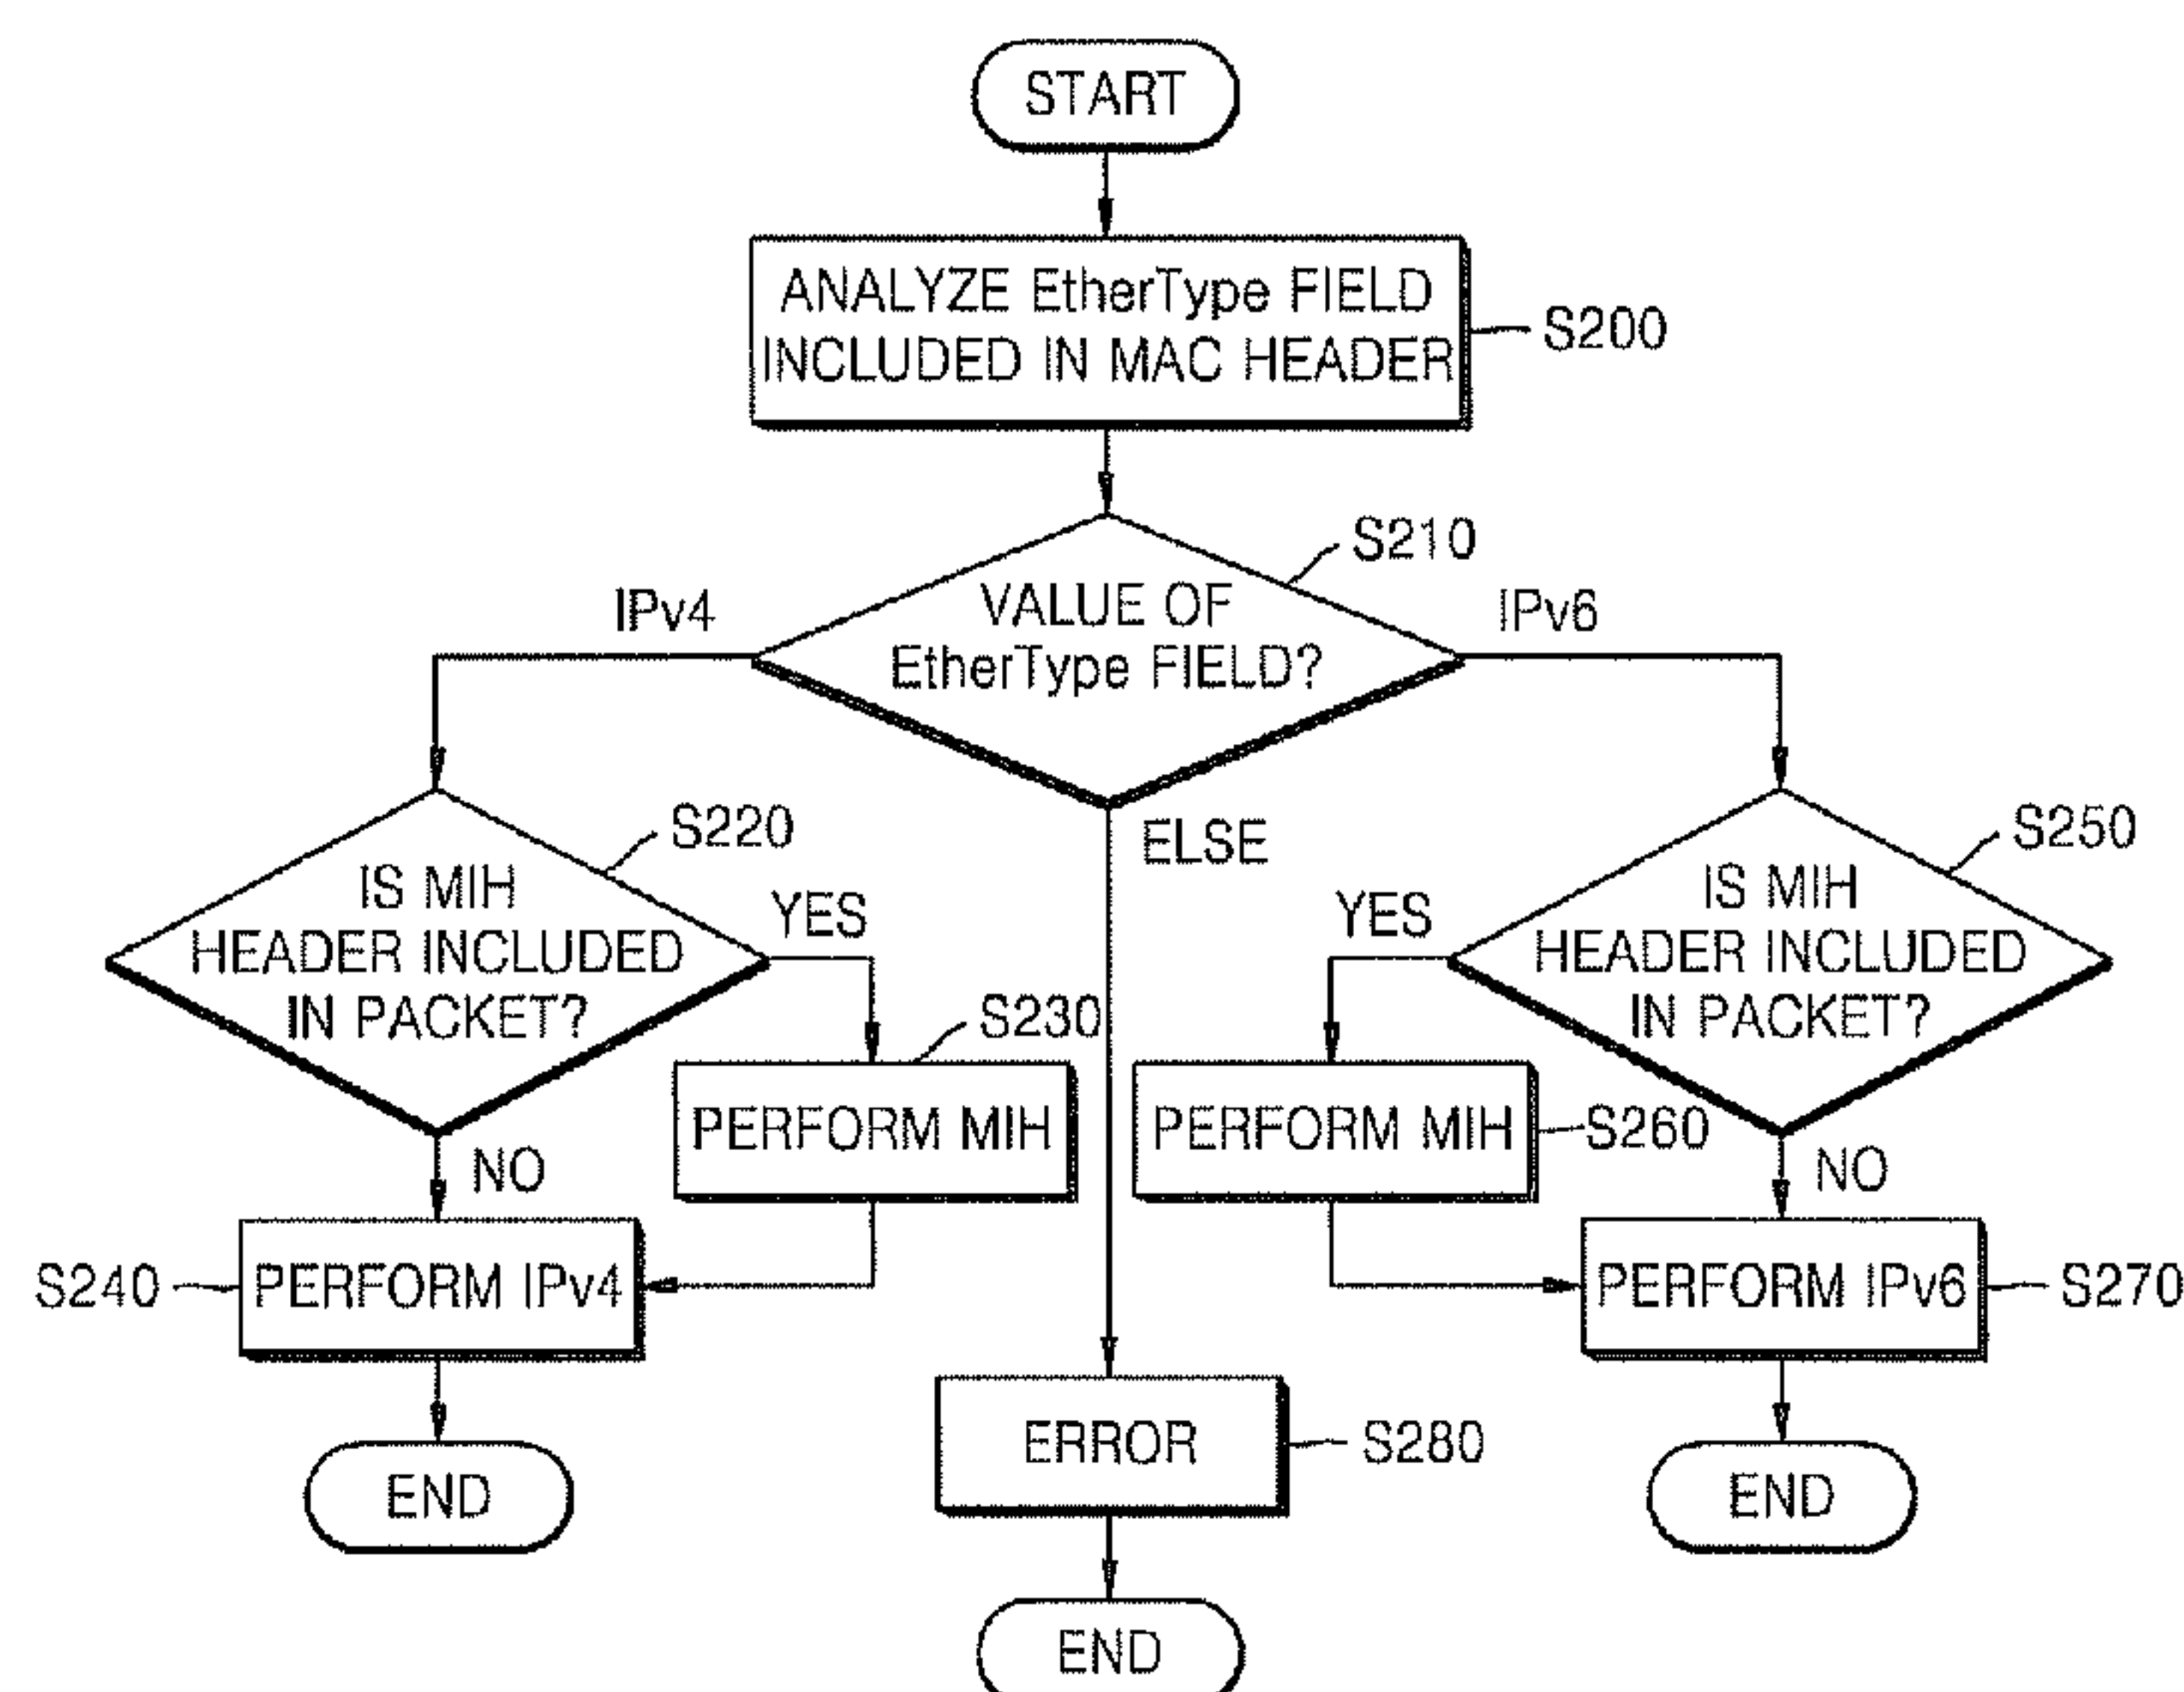 START
ANALYZE EtherType FIELD
INCLUDED IN MAC HEADER
S200
S210
IPv4
VALUE OF
EtherType FIELD?
IPv6
S220
ELSE
S250
IS MIH
HEADER INCLUDED
IN PACKET?
YES
YES
IS MIH
HEADER INCLUDED
IN PACKET?
S230
PERFORM MIH
PERFORM MIH
S260
NO
NO
S240
PERFORM IPv4
PERFORM IPv6
S270
ERROR
S280
END
END
END